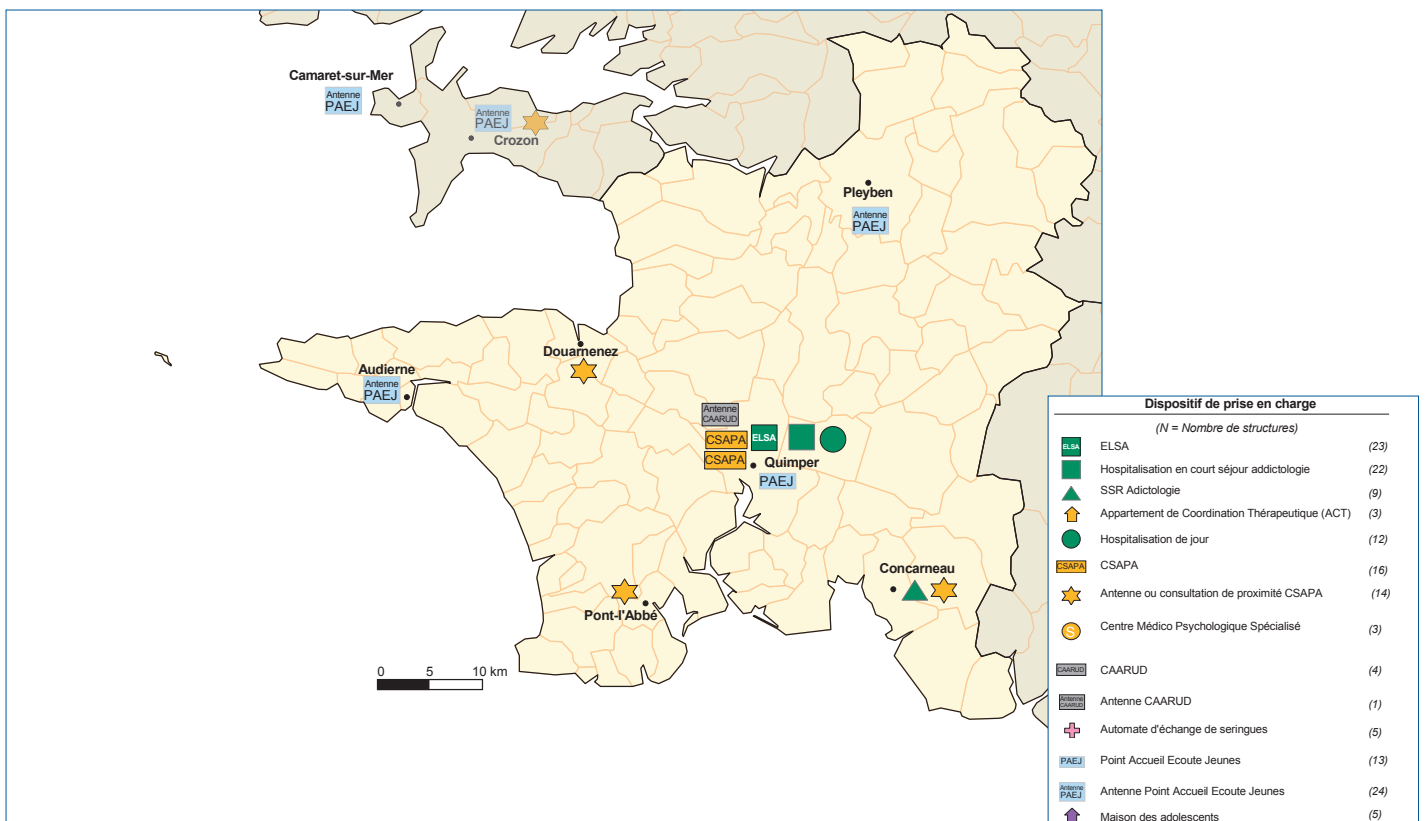 Camaret-sur-Mer
Antenne
PAEJ
Antenne
PAEJ
Crozon
Pleyben
Antenne
PAEJ
Douarnenez
Audierne
Antenne
PAEJ
Antenne
CAARUD
CSAPA
ELSA
CSAPA
Quimper
PAEJ
Concarneau
Pont-l'Abbé
0 5 10 km
Dispositif de prise en charge
(N = Nombre de structures)
ELSA ELSA (23)
Hospitalisation en court séjour addictologie (22)
SSR Adictologie (9)
Appartement de Coordination Thérapeutique (ACT) (3)
Hospitalisation de jour (12)
CSAPA CSAPA (16)
Antenne ou consultation de proximité CSAPA (14)
S Centre Médico Psychologique Spécialisé (3)
CAARUD CAARUD (4)
Antenne
CAARUD Antenne CAARUD (1)
Automate d'échange de seringues (5)
PAEJ Point Accueil Ecoute Jeunes (13)
Antenne
PAEJ Antenne Point Accueil Ecoute Jeunes (24)
Maison des adolescents (5)